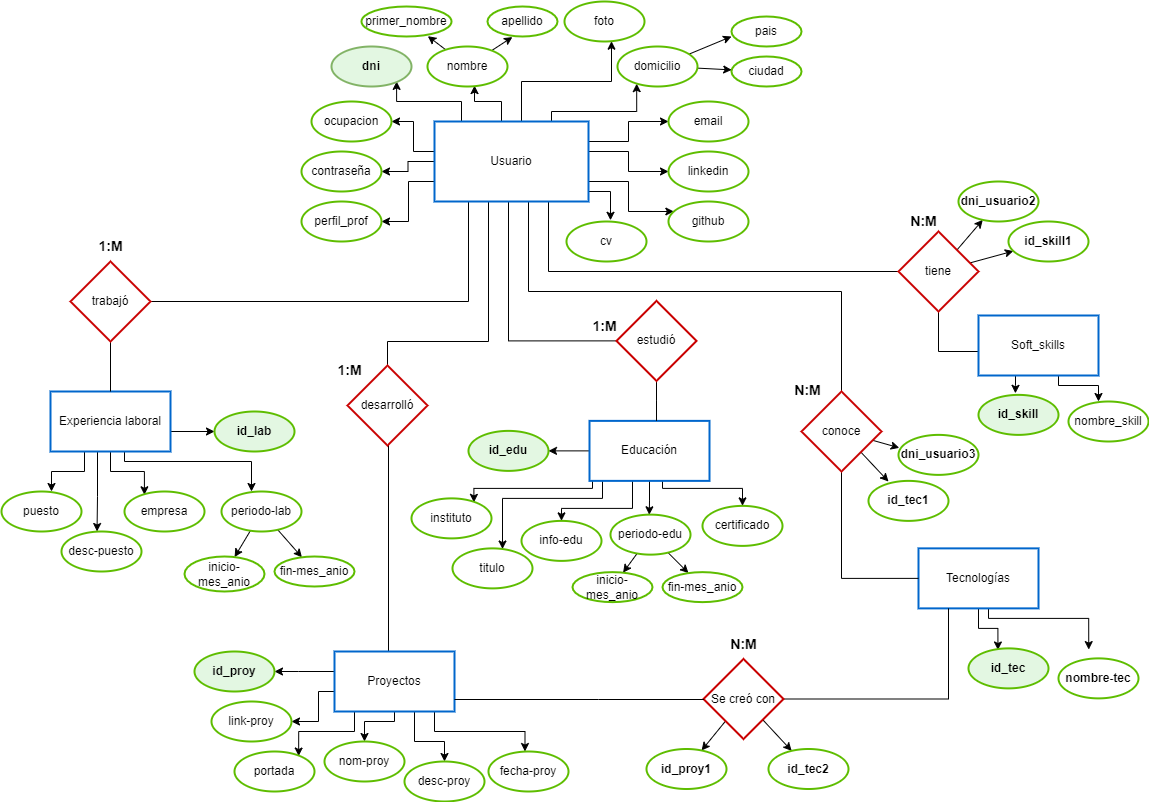 primer_nombre
apellido
foto
pais
dni
nombre
domicilio
ciudad
ocupacion
email
Usuario
contraseña
linkedin
perfil_prof
github
cv
dni_usuario2
N:M
id_skill1
tiene
1:M
trabajó
1:M
estudió
Soft_skills
1:M
desarrolló
N:M
id_skill
nombre_skill
conoce
Experiencia laboral
id_lab
id_edu
Educación
dni_usuario3
id_tec1
puesto
empresa
periodo-lab
desc-puesto
inicio-
mes_anio
fin-mes_anio
instituto
titulo
info-edu
periodo-edu
certificado
inicio-
mes_anio
fin-mes_anio
Tecnologías
id_tec
nombre-tec
N:M
id_proy
Proyectos
Se creó con
link-proy
portada
nom-proy
desc-proy
fecha-proy
id_proy1
id_tec2